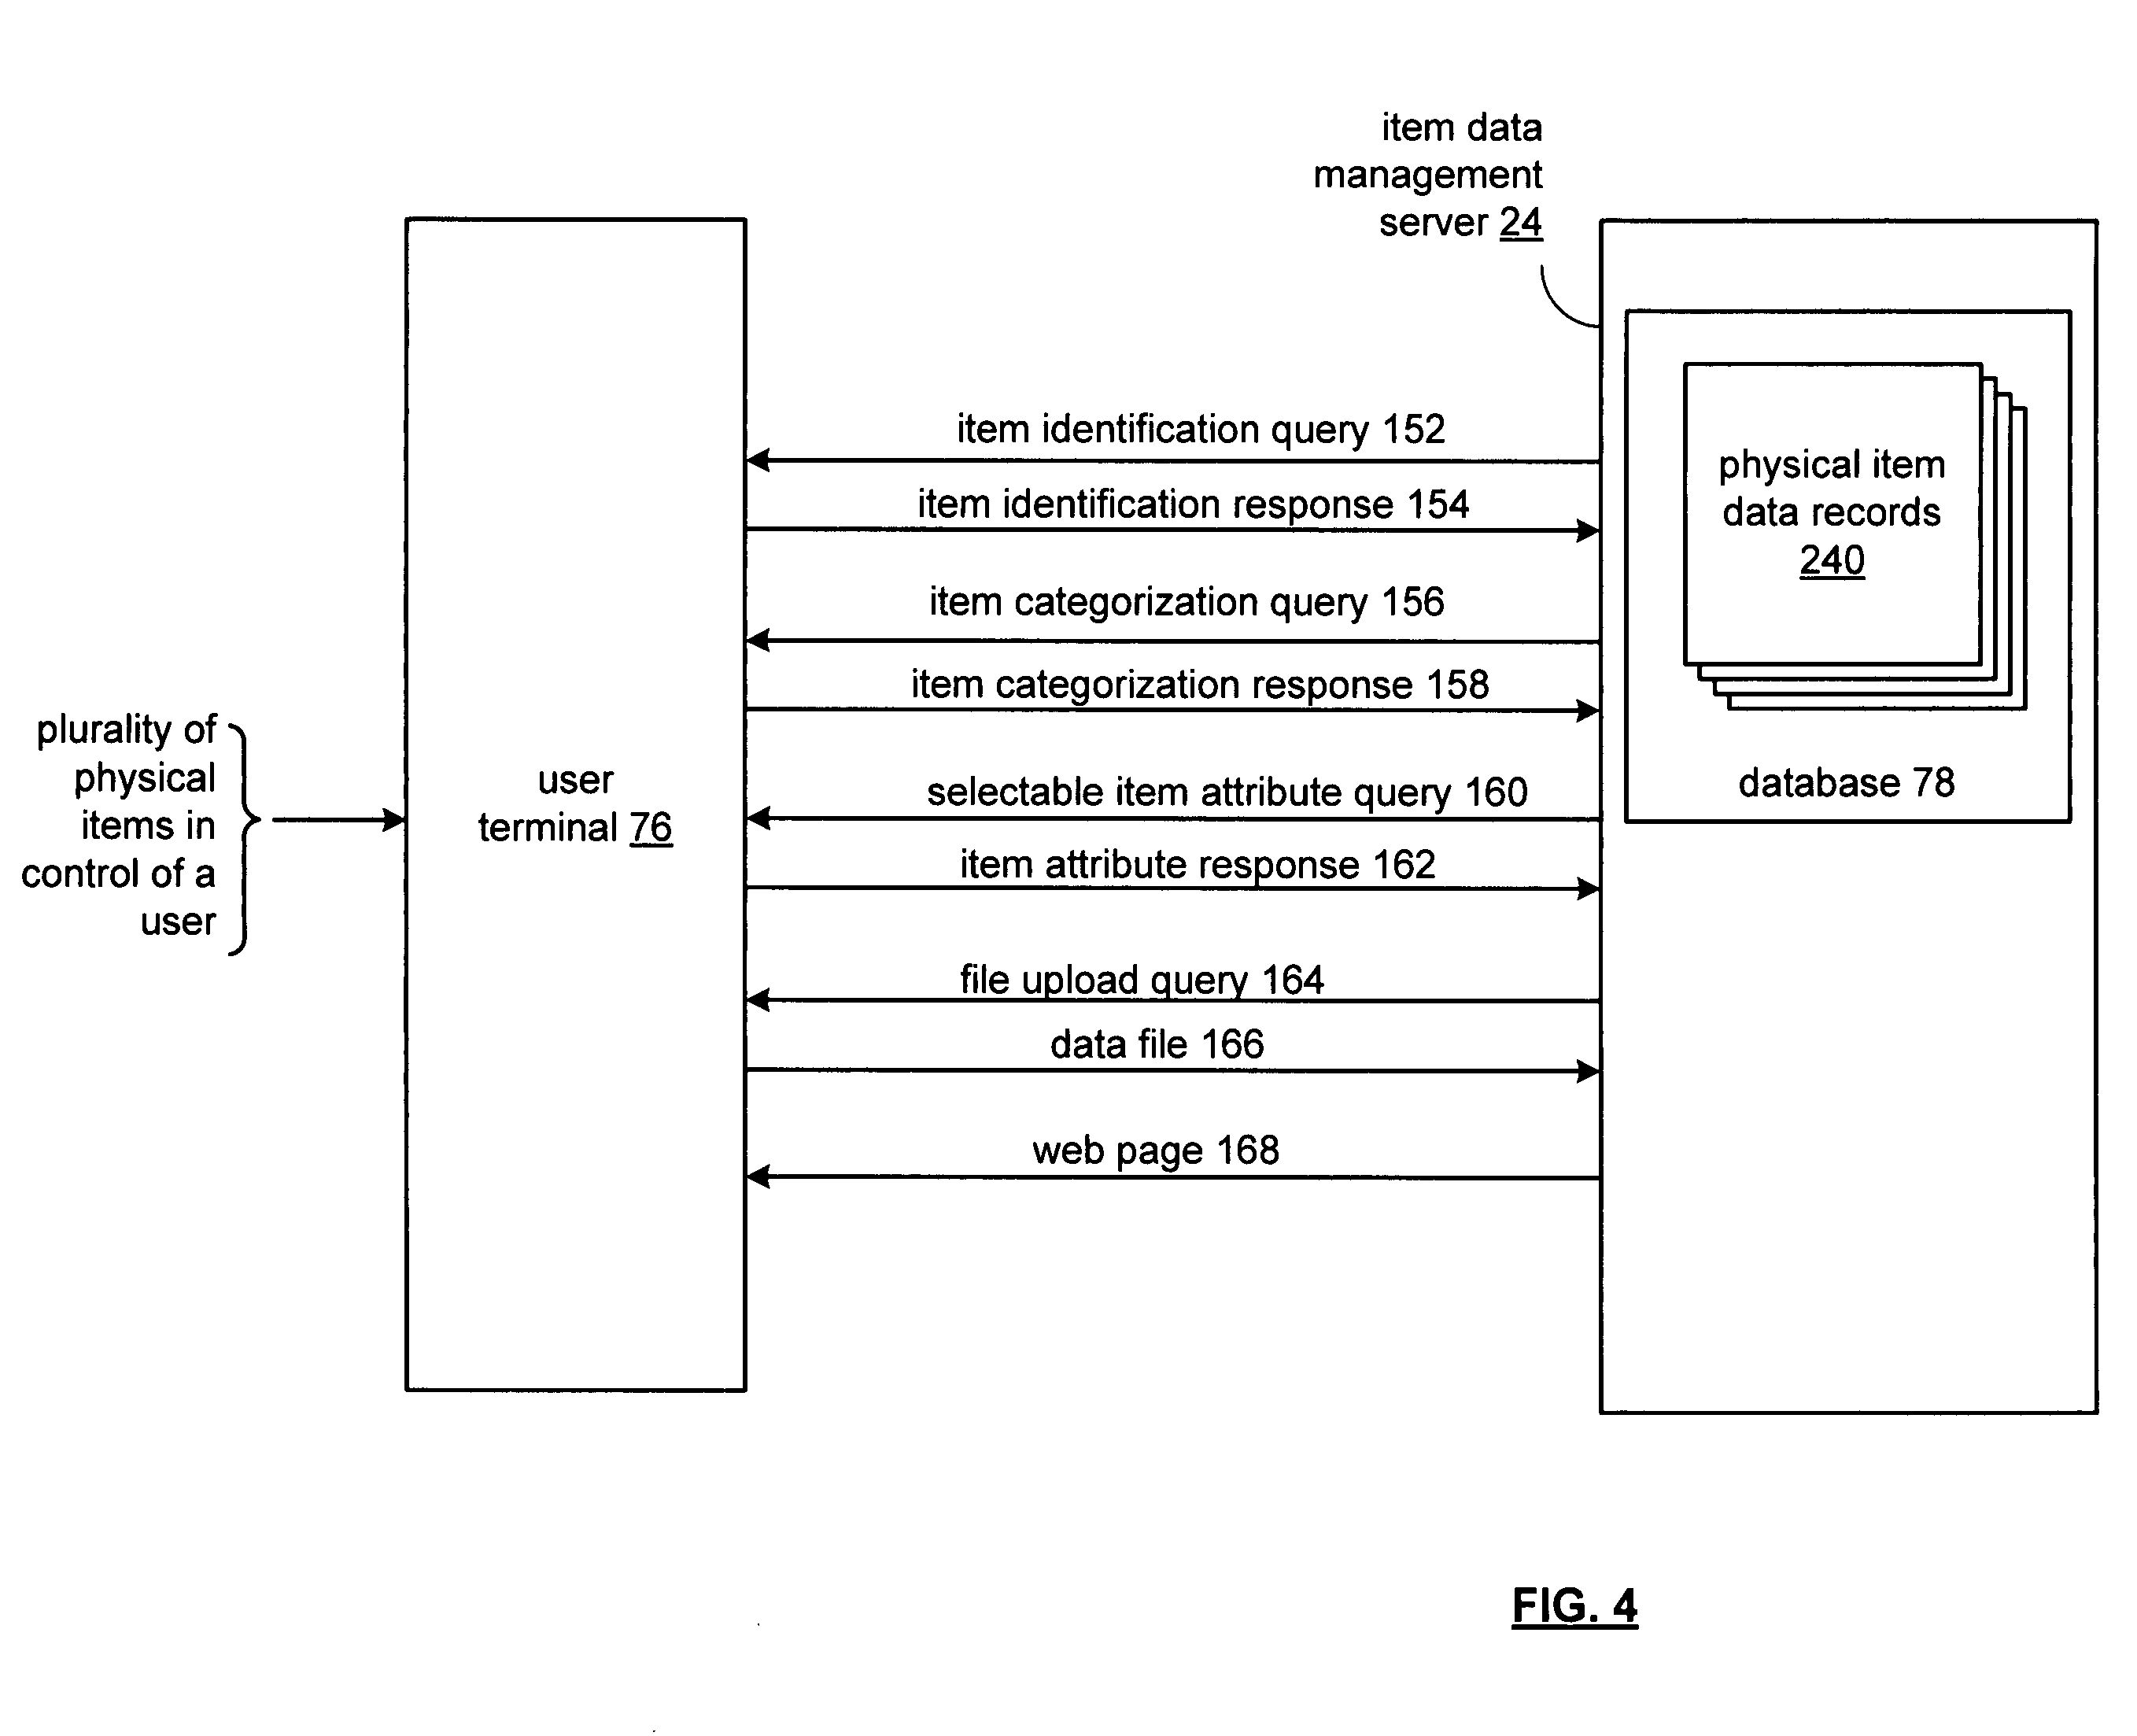 item data
management
server 24
item identification query 152
item identification response 154
item categorization query 156
item categorization response 158
selectable item attribute query 160
item attribute response 162
file upload query 164
data file 166
web page 168
physical item
data records
240
database 78
plurality of
physical
items in
control of a
user
user
terminal 76
FIG. 4